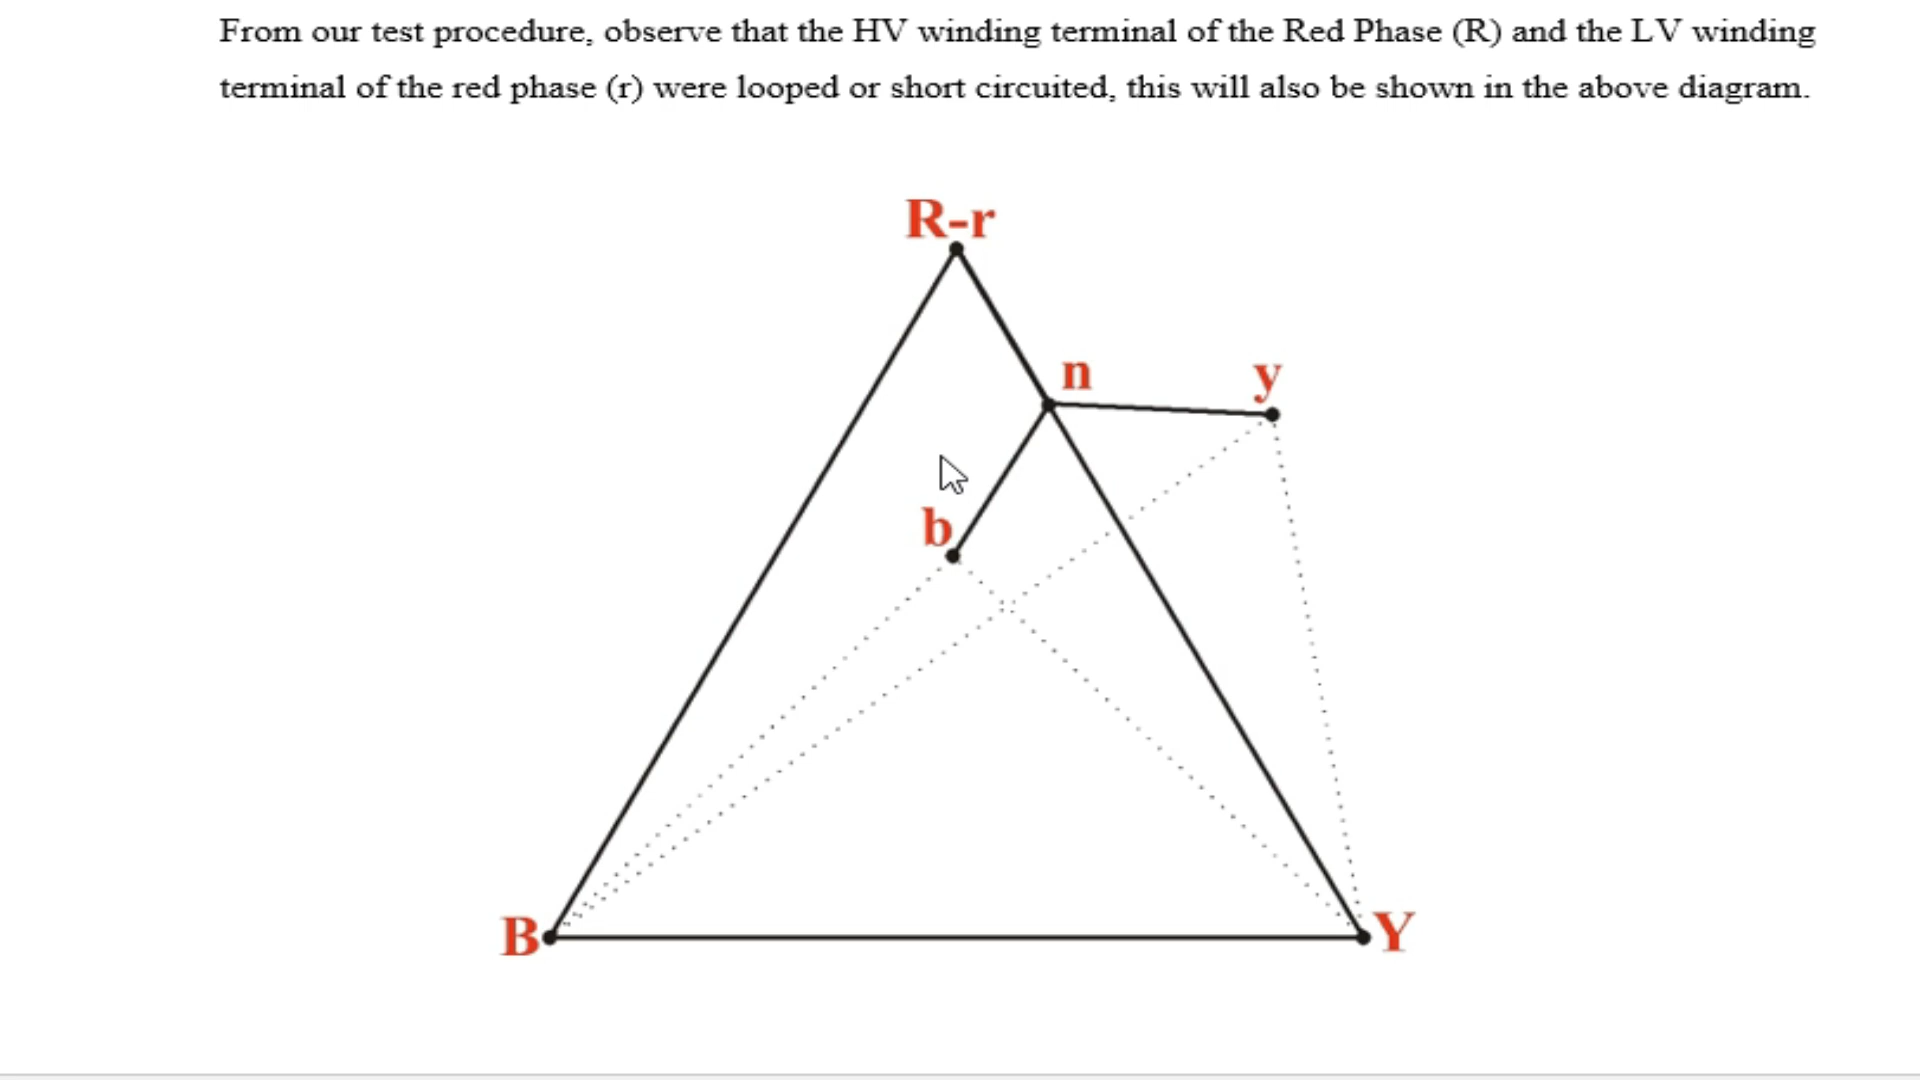 From our test procedure, observe that the HV winding terminal of the Red Phase (R) and the LV winding
terminal of the red phase (r) were looped or short circuited, this will also be shown in the above diagram.
R-r
n
y
b
B
Y